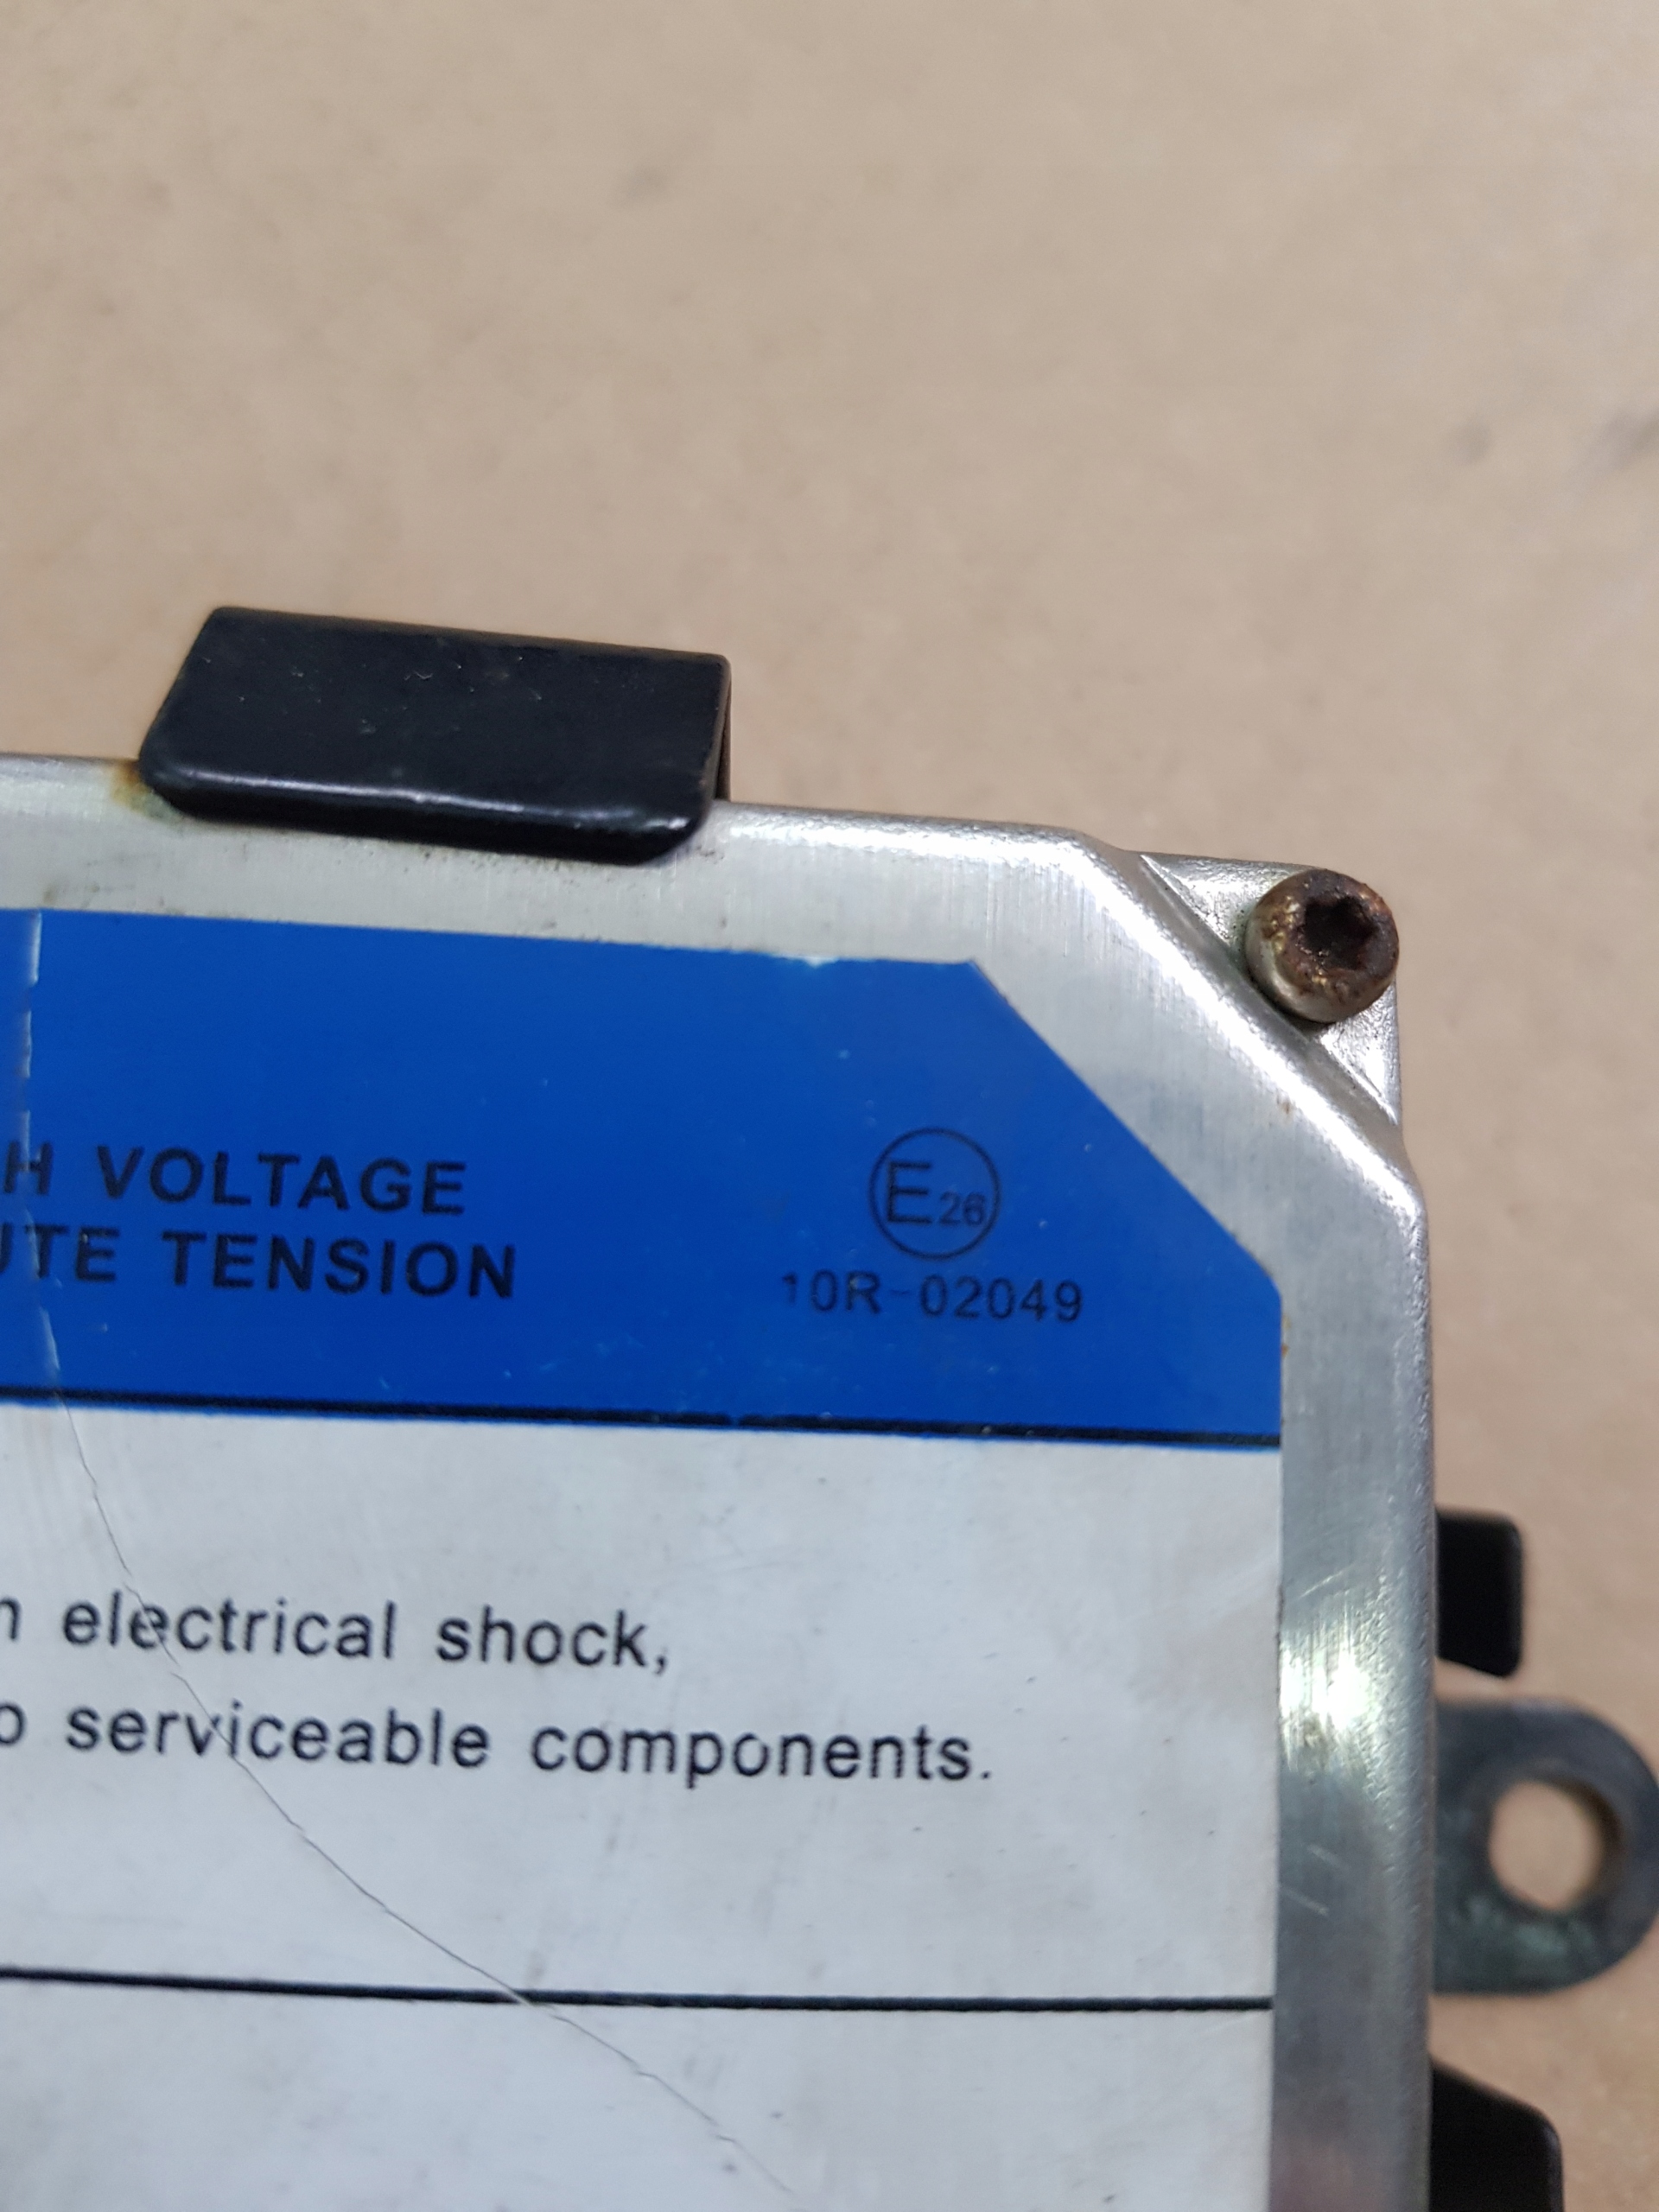 H VOLTAGE
UTE TENSION
E26
10R-02049
n electrical shock,
o serviceable components.